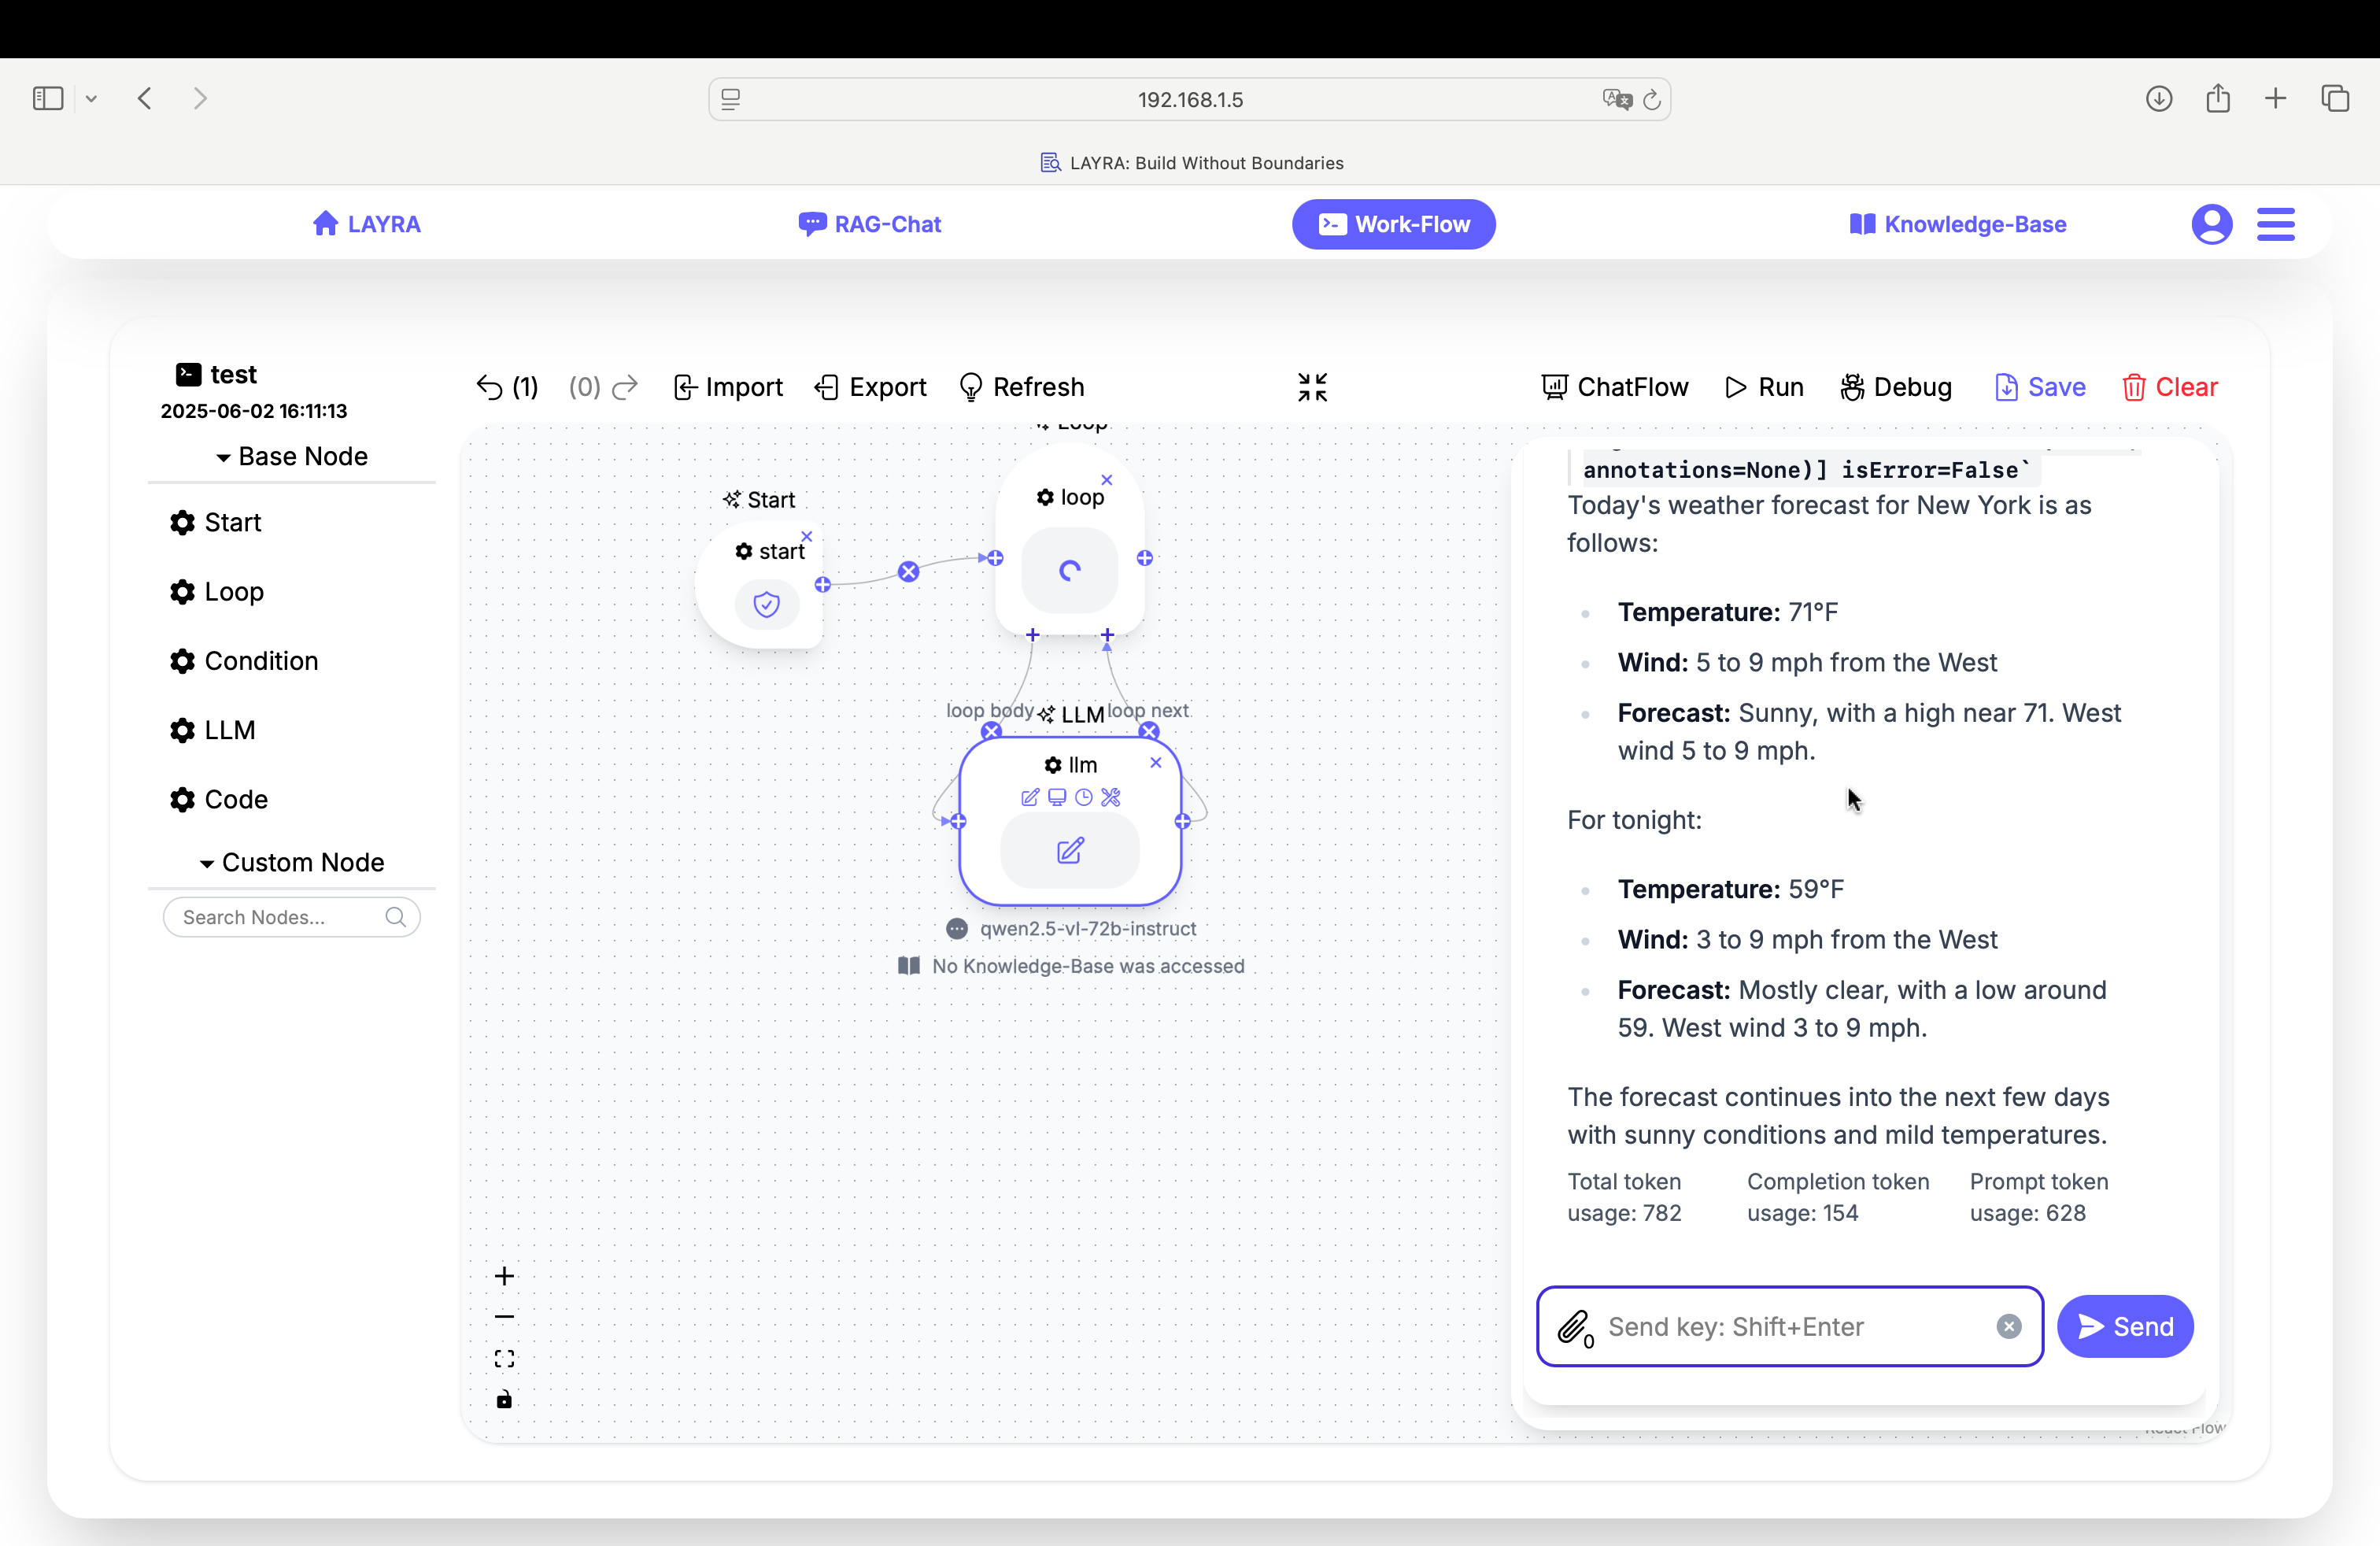 192.168.1.5
LAYRA: Build Without Boundaries
LAYRA
RAG-Chat
Work-Flow
Knowledge-Base
test
2025-06-02 16:11:13
(1)
(0)
Import
Export
Refresh
ChatFlow
Run
Debug
Save
Clear
Base Node
Start
Loop
Condition
LLM
Code
Custom Node
Search Nodes...
Loop
loop
Start
start
loop body
LLM
loop next
llm
qwen2.5-vl-72b-instruct
No Knowledge-Base was accessed
annotations=None)] isError=False`
Today's weather forecast for New York is as
follows:
Temperature: 71°F
Wind: 5 to 9 mph from the West
Forecast: Sunny, with a high near 71. West
wind 5 to 9 mph.
For tonight:
Temperature: 59°F
Wind: 3 to 9 mph from the West
Forecast: Mostly clear, with a low around
59. West wind 3 to 9 mph.
The forecast continues into the next few days
with sunny conditions and mild temperatures.
Total token
usage: 782
Completion token
usage: 154
Prompt token
usage: 628
0
Send key: Shift+Enter
Send
React Flow